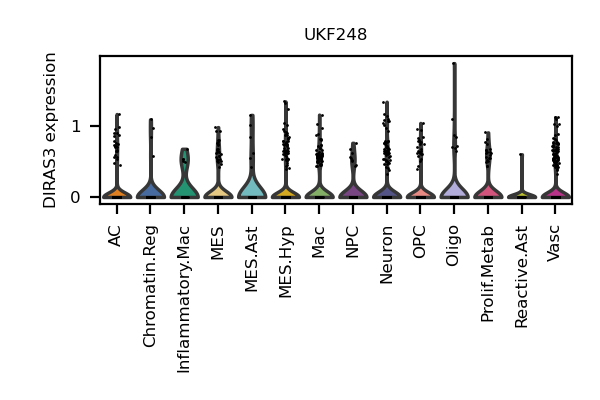 UKF248
DIRAS3 expression
1
0
AC
Chromatin.Reg
Inflammatory.Mac
MES
MES.Ast
MES.Hyp
Mac
NPC
Neuron
OPC
Oligo
Prolif.Metab
Reactive.Ast
Vasc